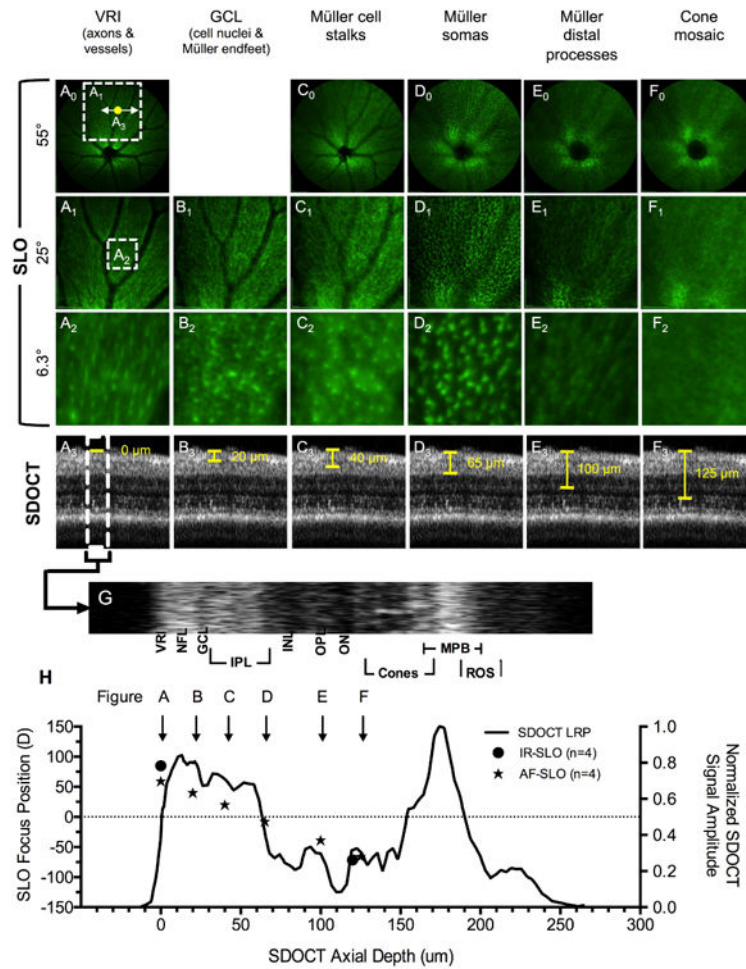 VRI
(axons &
vessels)
GCL
(cell nuclei &
Müller endfeet)
Müller cell
stalks
Müller
somas
Müller
distal
processes
Cone
mosaic
SLO
55°
A0
A1
A3
C0
D0
E0
F0
25°
A1
A2
B1
C1
D1
E1
F1
6.3°
A2
B2
C2
D2
E2
F2
SDOCT
A3 0 µm
B3 20 µm
C3 40 µm
D3 65 µm
E3 100 µm
F3 125 µm
G
VRI
NFL
GCL
IPL
INL
OPL
ONL
Cones
MPB
ROS
H
Figure A B C D E F
SLO Focus Position (D)
150
100
50
0
-50
-100
-150
SDOCT LRP
IR-SLO (n=4)
AF-SLO (n=4)
1.0
0.8
0.6
0.4
0.2
0.0
Normalized SDOCT
Signal Amplitude
0 50 100 150 200 250 300
SDOCT Axial Depth (um)